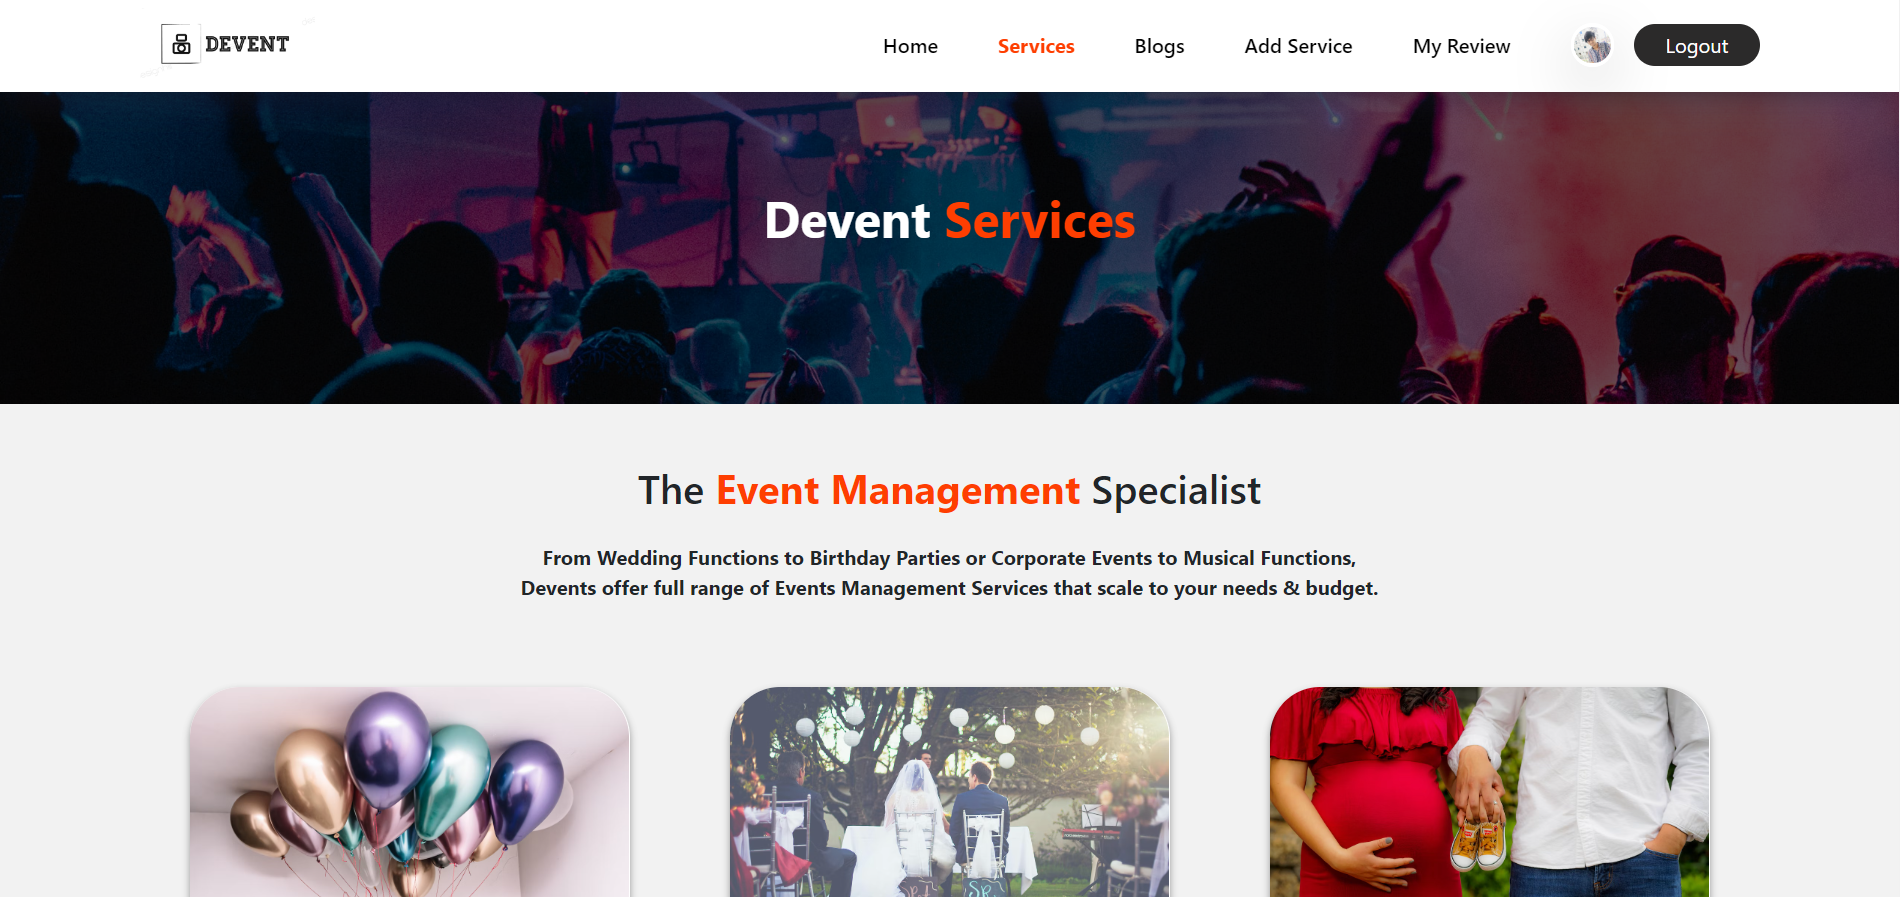 DEVENT
Home Services Blogs Add Service My Review Logout
Devent Services
The Event Management Specialist
From Wedding Functions to Birthday Parties or Corporate Events to Musical Functions,
Devents offer full range of Events Management Services that scale to your needs & budget.